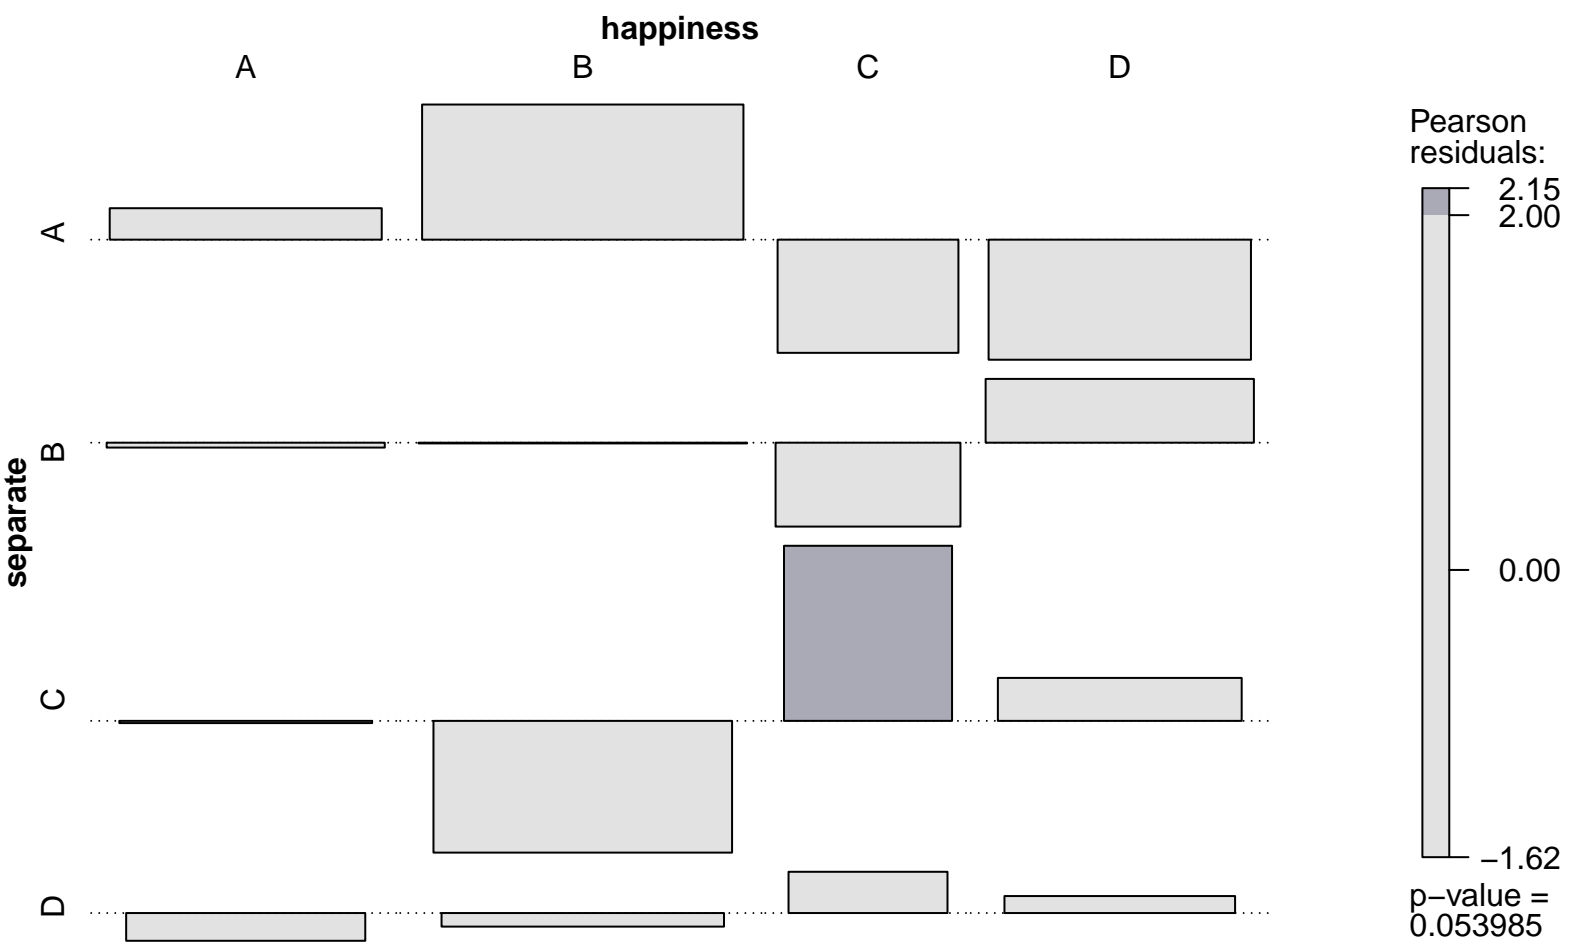 happiness
A B C D
A
B
C
D
separate
Pearson
residuals:
2.15
2.00
0.00
−1.62
p−value =
0.053985